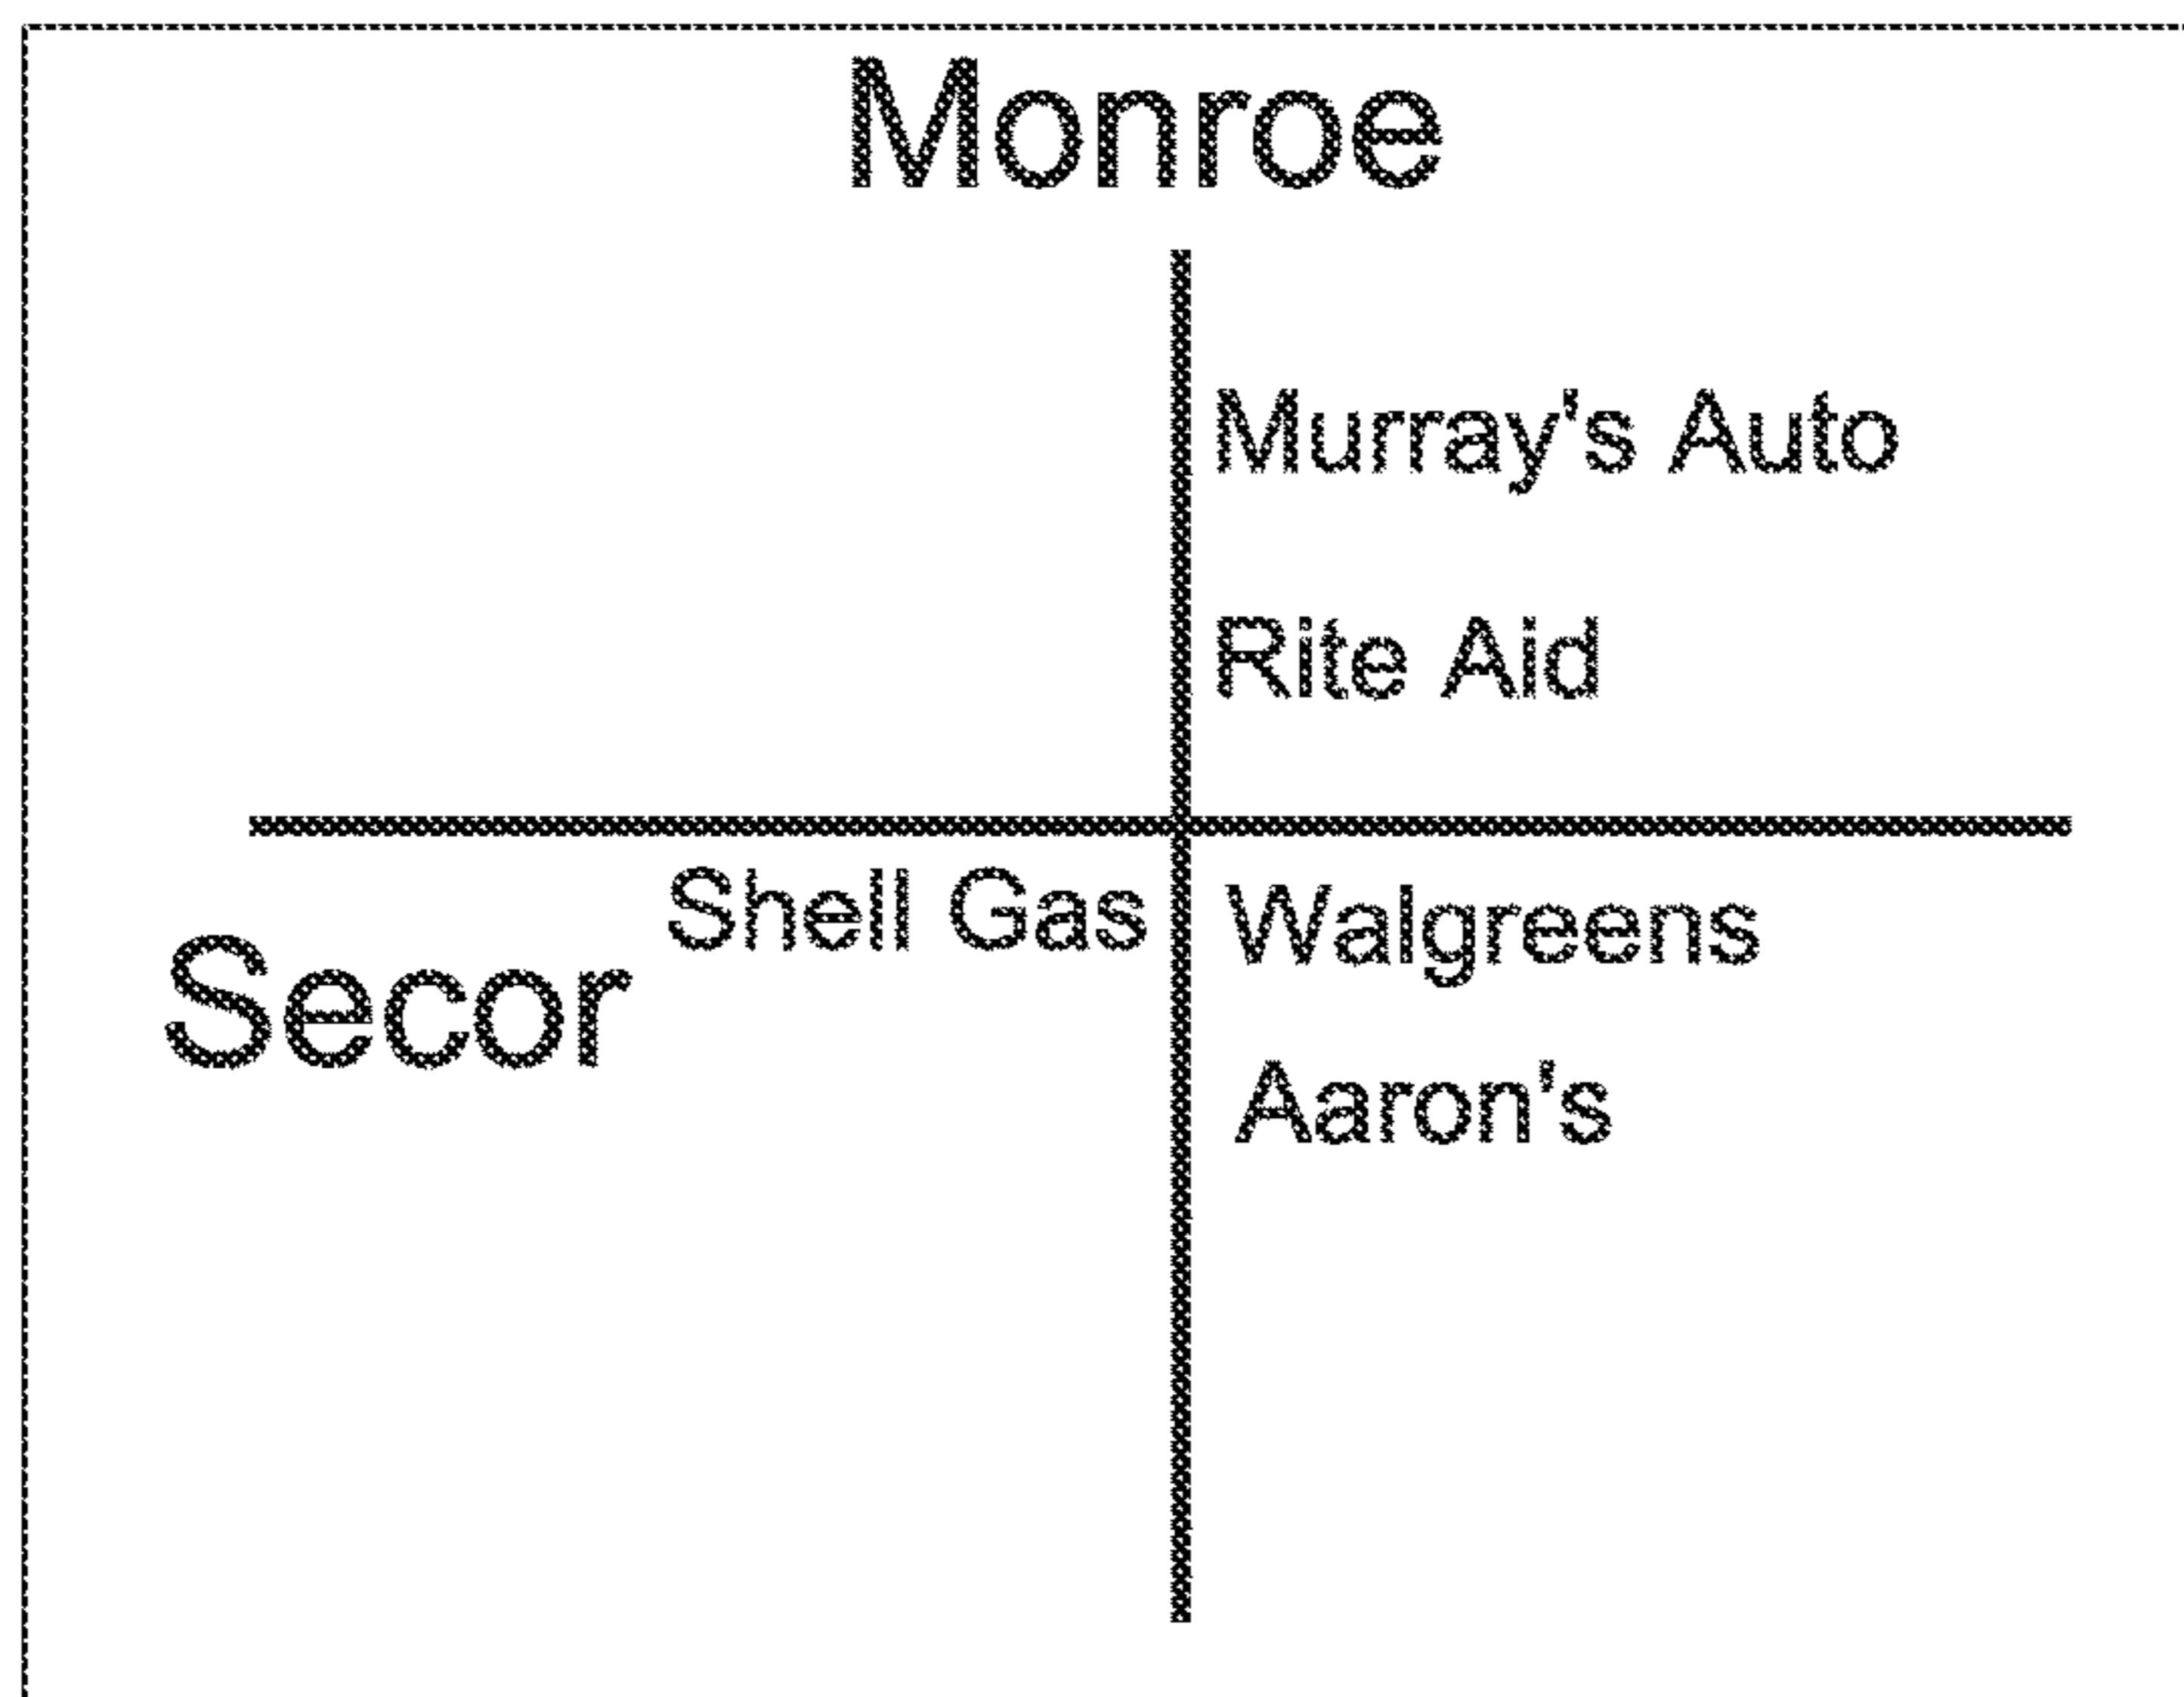 Monroe
Murray's Auto
Rite Aid
Shell Gas
Walgreens
Secor
Aaron's